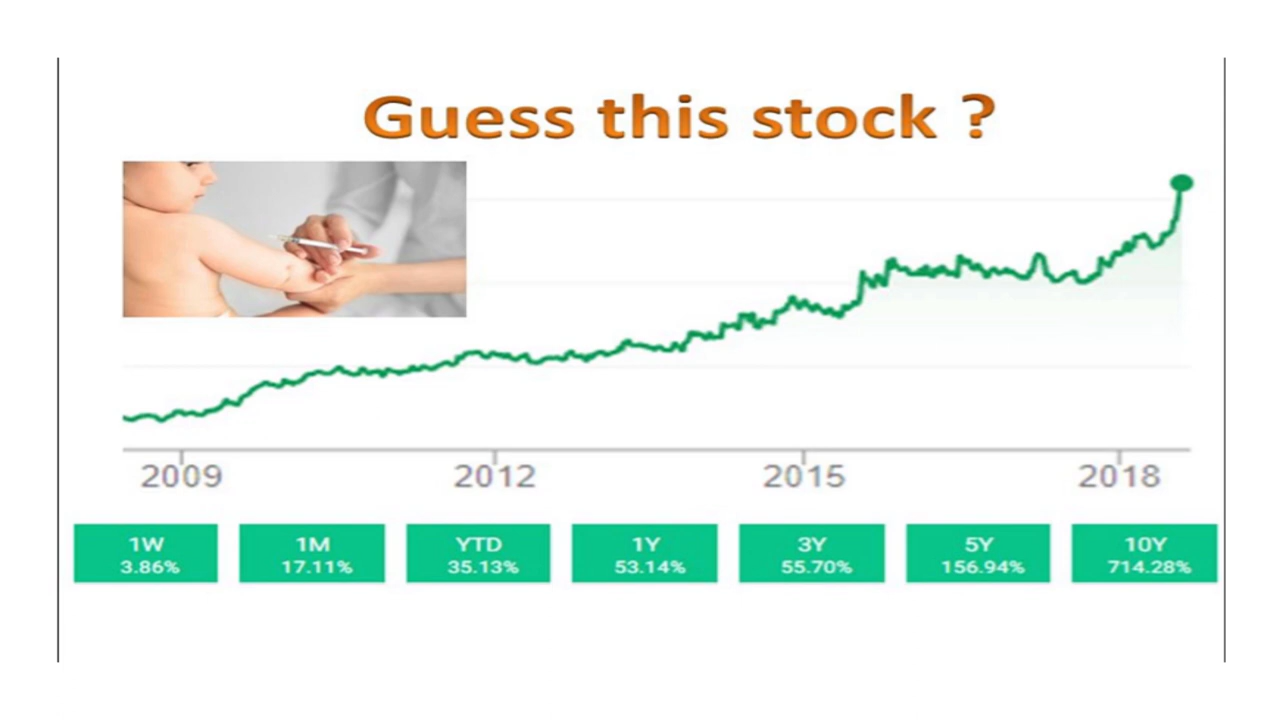 Guess this stock ?
2009 2012 2015 2018
1W 1M YTD 1Y 3Y 5Y 10Y
3.86% 17.11% 35.13% 53.14% 55.70% 156.94% 714.28%